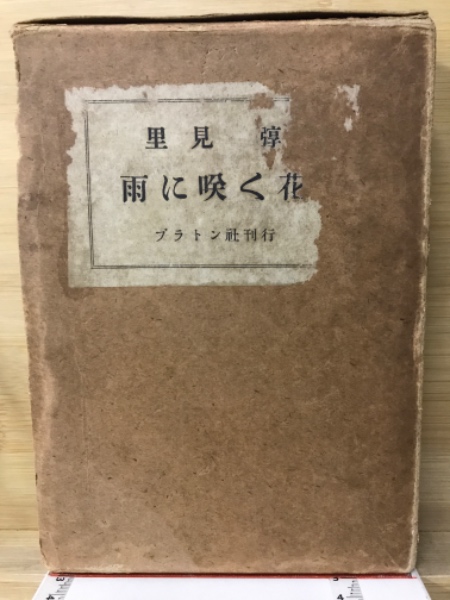 里見弴
雨に咲く花
プラトン社刊行